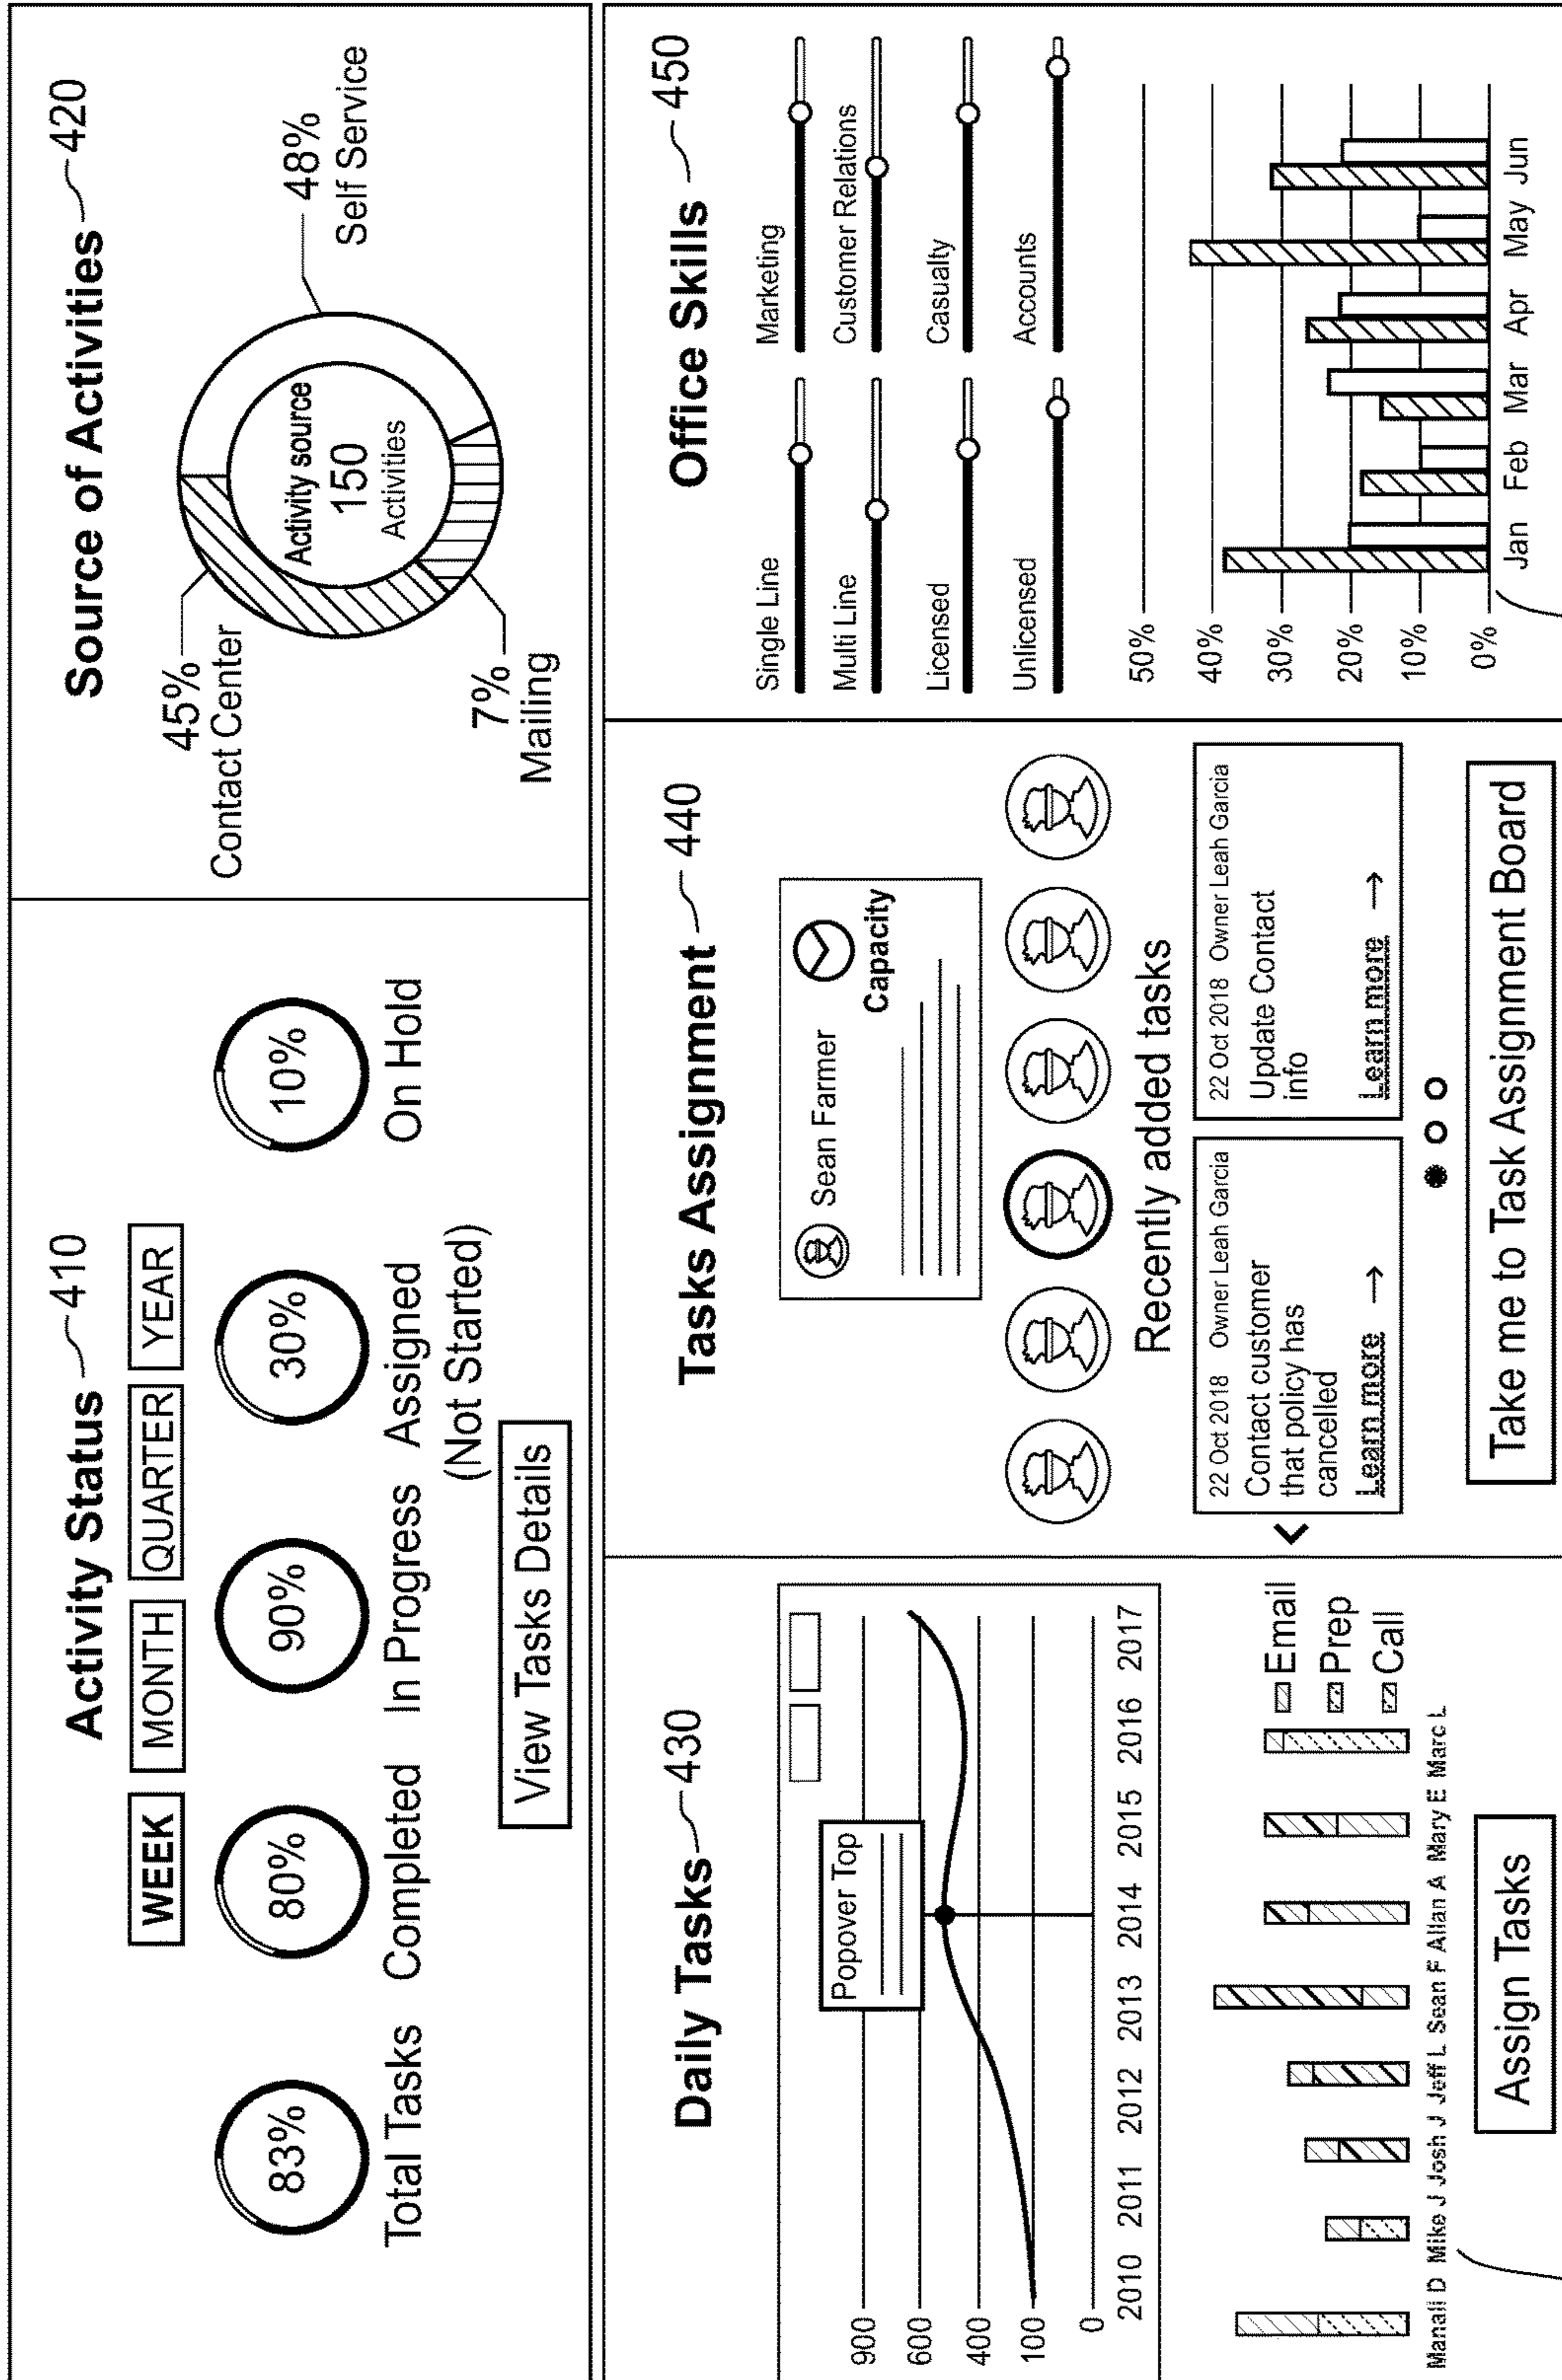 Activity Status 410
WEEK MONTH QUARTER YEAR
83% 80% 90% 30% 10%
Total Tasks Completed In Progress Assigned On Hold
(Not Started)
View Tasks Details
Source of Activities 420
45%
Contact Center
48%
Self Service
Activity source
150
Activities
7%
Mailing
Daily Tasks 430
Popover Top
900
600
400
100
0
2010 2011 2012 2013 2014 2015 2016 2017
Email
Prep
Call
Manali D Mike J Josh J Jeff L Sean F Allan A Mary E Marc L
Assign Tasks
Tasks Assignment 440
Sean Farmer
Capacity
Recently added tasks
22 Oct 2018 Owner Leah Garcia
Contact customer
that policy has
cancelled
Learn more →
22 Oct 2018 Owner Leah Garcia
Update Contact
info
Learn more →
Take me to Task Assignment Board
Office Skills 450
Single Line Marketing
Multi Line Customer Relations
Licensed Casualty
Unlicensed Accounts
50%
40%
30%
20%
10%
0%
Jan Feb Mar Apr May Jun